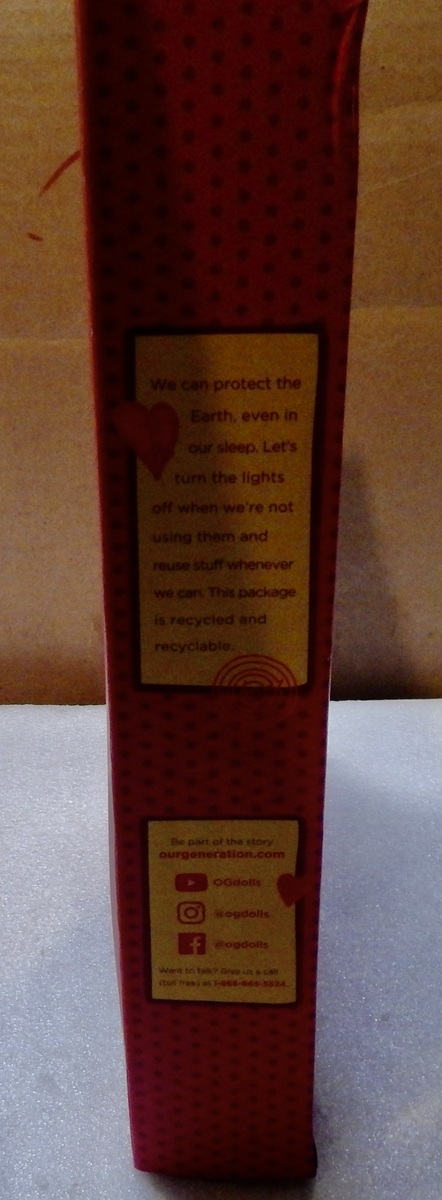 We can protect the
Earth, even in
our sleep. Let's
turn the lights
off when we're not
using them and
reuse stuff whenever
we can. This package
is recycled and
recyclable.
Be part of the story
ourgeneration.com
OGdolls
@ogdolls
@ogdolls
Want to talk? Give us a call
(toll free) at